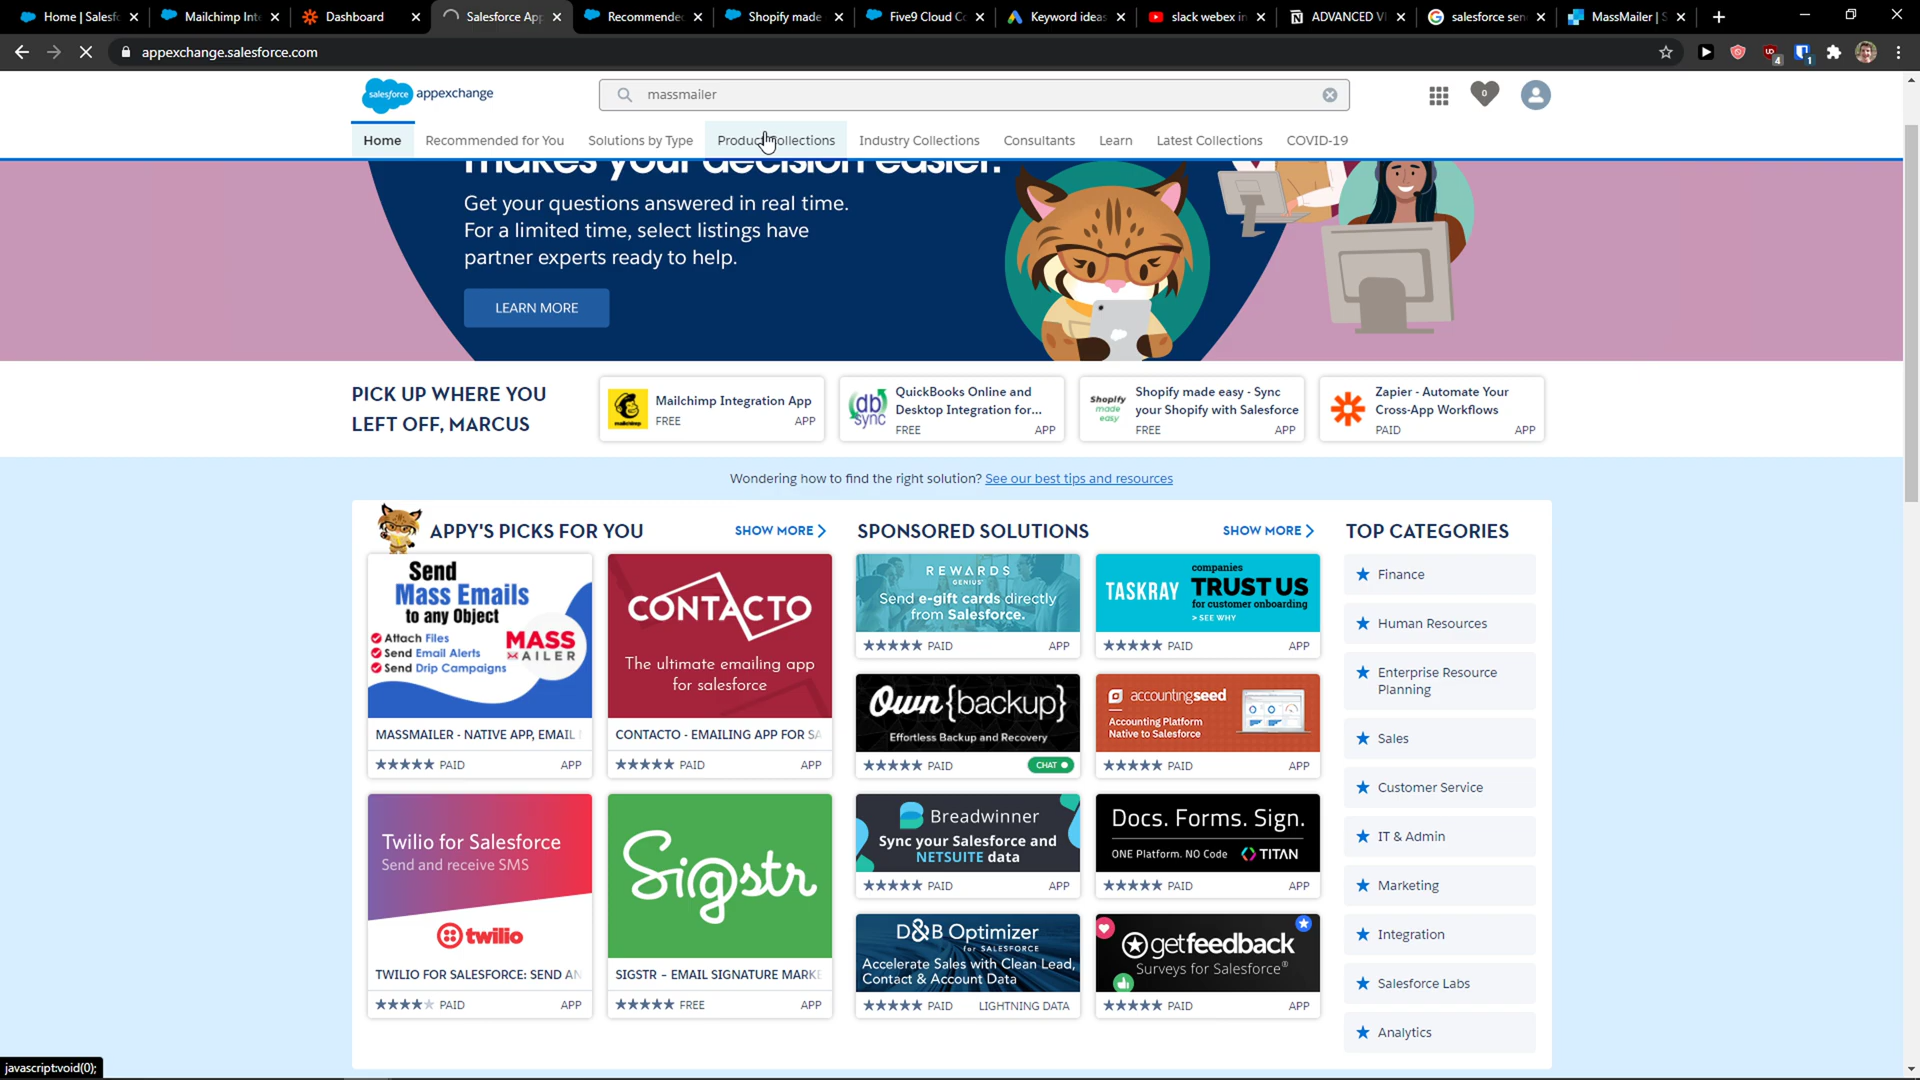 Home | Salesf
Mailchimp Int
Dashboard
Salesforce Ap
Recommende
Shopify made
Five9 Cloud C
Keyword ideas
slack webex in
ADVANCED V
salesforce sen
MassMailer | S
appexchange.salesforce.com
4
1
salesforce appexchange
massmailer
0
Home Recommended for You Solutions by Type Product Collections Industry Collections Consultants Learn Latest Collections COVID-19
makes your decision easier.
Get your questions answered in real time.
For a limited time, select listings have
partner experts ready to help.
LEARN MORE
PICK UP WHERE YOU
LEFT OFF, MARCUS
Mailchimp Integration App
FREE APP
db sync
QuickBooks Online and
Desktop Integration for...
FREE APP
Shopify
made
easy
Shopify made easy - Sync
your Shopify with Salesforce
FREE APP
Zapier - Automate Your
Cross-App Workflows
PAID APP
Wondering how to find the right solution? See our best tips and resources
APPY'S PICKS FOR YOU
SHOW MORE
Send
Mass Emails
to any Object
Attach Files
Send Email Alerts
Send Drip Campaigns
MASS
MAILER
MASSMAILER - NATIVE APP, EMAIL
PAID APP
CONTACTO
The ultimate emailing app
for salesforce
CONTACTO - EMAILING APP FOR SA
PAID APP
Twilio for Salesforce
Send and receive SMS
twilio
TWILIO FOR SALESFORCE: SEND AN
PAID APP
Sigstr
SIGSTR – EMAIL SIGNATURE MARKE
FREE APP
SPONSORED SOLUTIONS
SHOW MORE
REWARDS
GENIUS
Send e-gift cards directly
from Salesforce.
PAID APP
TASKRAY
companies
TRUST US
for customer onboarding
> SEE WHY
PAID APP
Own{backup}
Effortless Backup and Recovery
PAID CHAT
accountingseed
Accounting Platform
Native to Salesforce
PAID APP
Breadwinner
Sync your Salesforce and
NETSUITE data
PAID APP
Docs. Forms. Sign.
ONE Platform. NO Code TITAN
PAID APP
D&B Optimizer
for SALESFORCE
Accelerate Sales with Clean Lead,
Contact & Account Data
PAID LIGHTNING DATA
getfeedback
Surveys for Salesforce®
PAID APP
TOP CATEGORIES
Finance
Human Resources
Enterprise Resource
Planning
Sales
Customer Service
IT & Admin
Marketing
Integration
Salesforce Labs
Analytics
javascript:void(0);